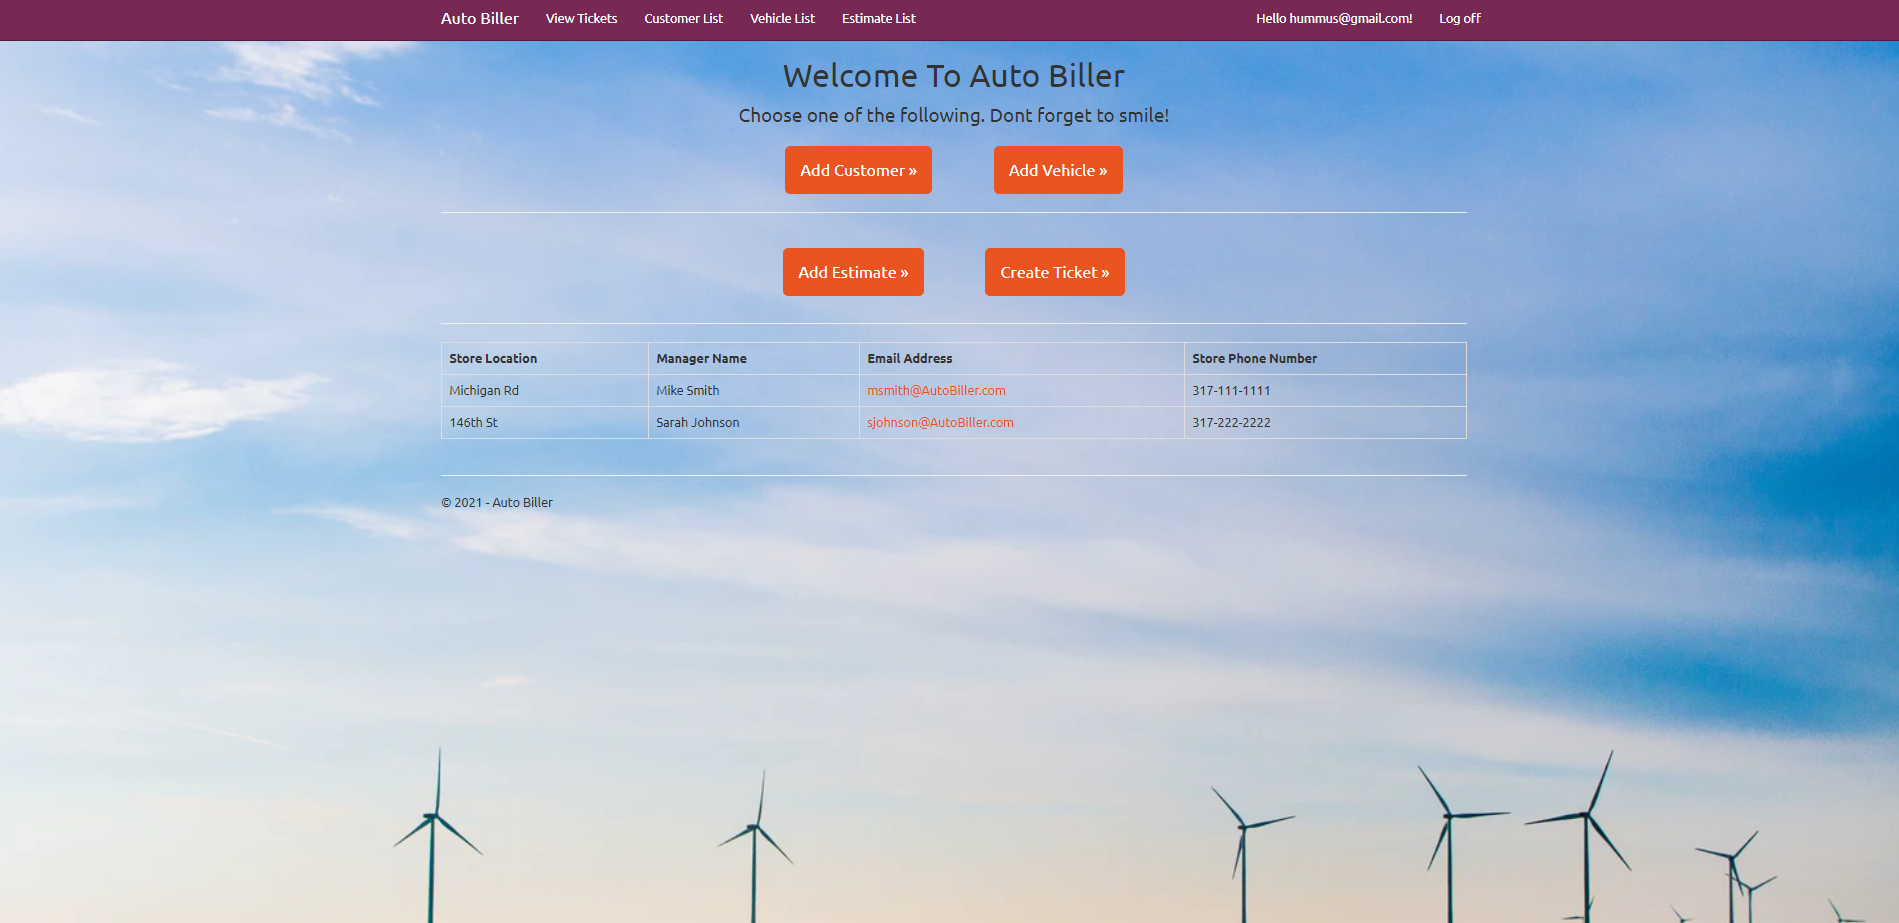 Auto Biller View Tickets Customer List Vehicle List Estimate List Hello hummus@gmail.com! Log off
Welcome To Auto Biller
Choose one of the following. Dont forget to smile!
Add Customer » Add Vehicle »
Add Estimate » Create Ticket »
Store Location Manager Name Email Address Store Phone Number
Michigan Rd Mike Smith msmith@AutoBiller.com 317-111-1111
146th St Sarah Johnson sjohnson@AutoBiller.com 317-222-2222
© 2021 - Auto Biller